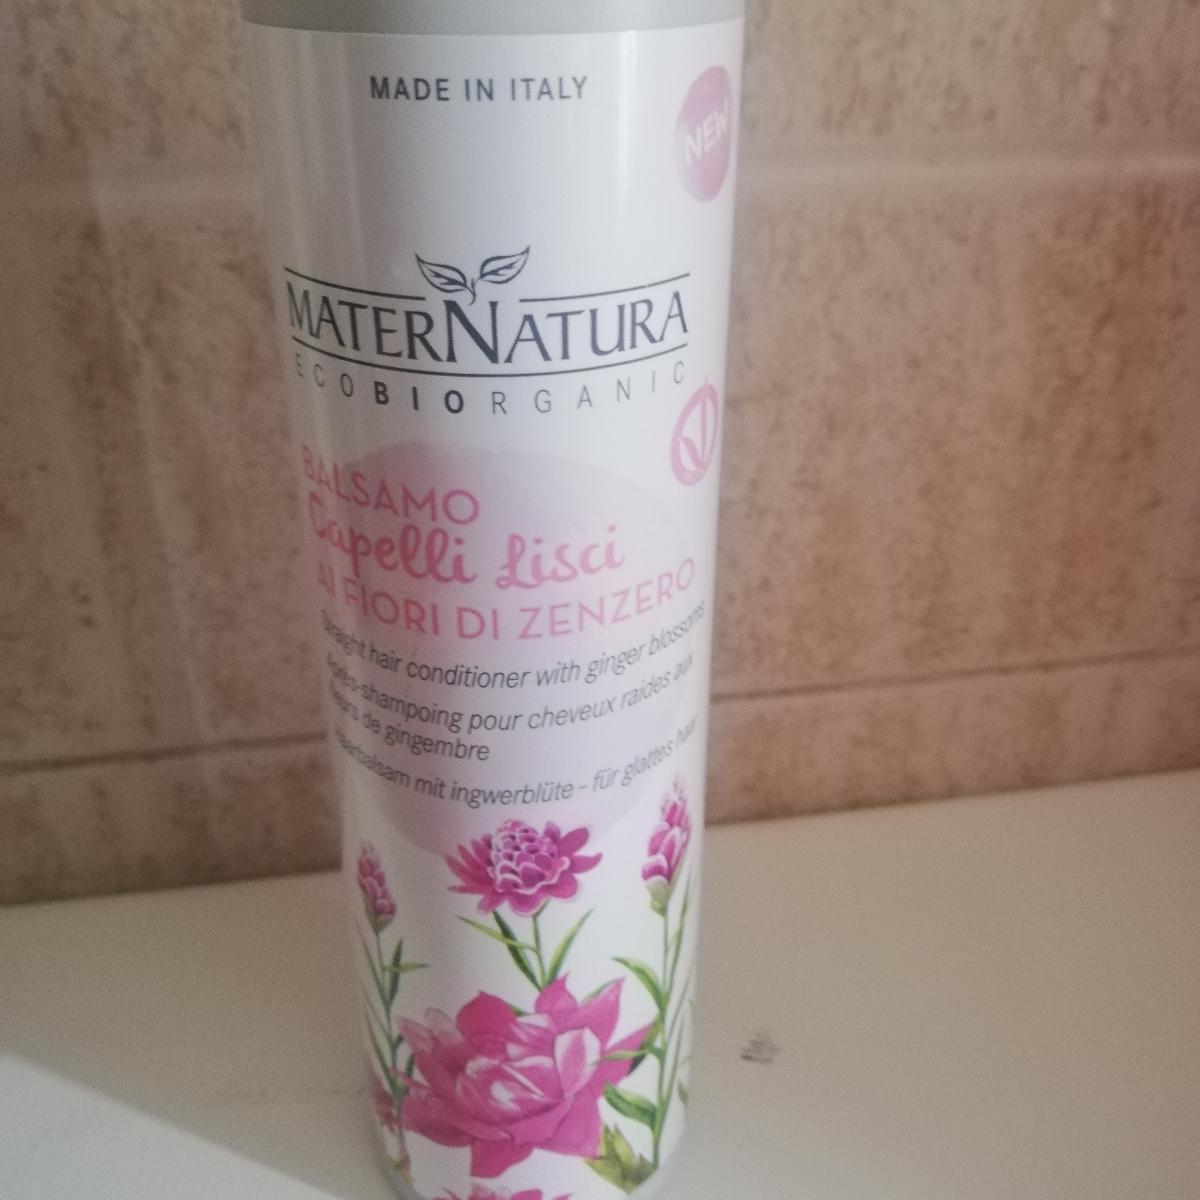 MADE IN ITALY
NEW
MATERNATURA
ECOBIORGANIC
BALSAMO
Capelli Lisci
AI FIORI DI ZENZERO
Straight hair conditioner with ginger blossoms
Après-shampoing pour cheveux raides aux
fleurs de gingembre
Haarbalsam mit ingwerblüte - für glattes haar